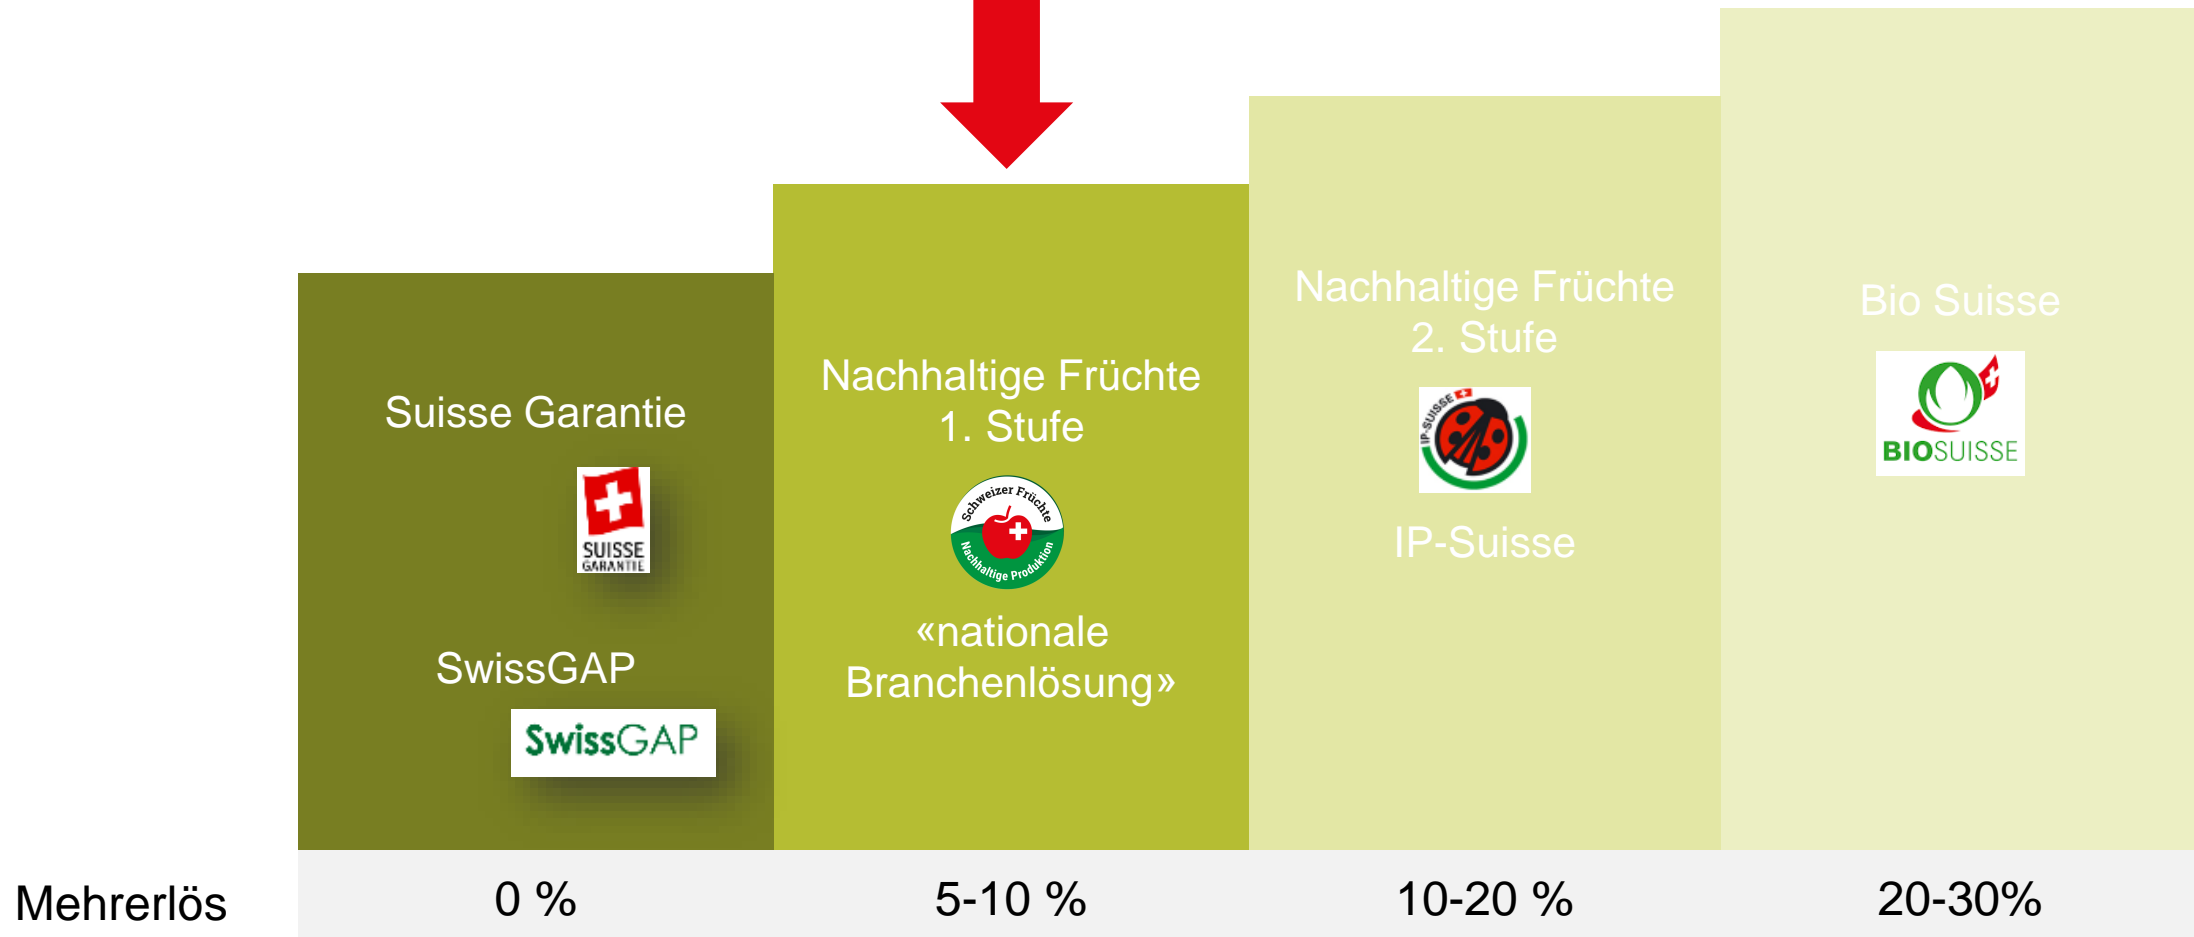 Suisse Garantie
SUISSE
GARANTIE
SwissGAP
SwissGAP
Nachhaltige Früchte
1. Stufe
Schweizer Früchte
Nachhaltige Produktion
«nationale
Branchenlösung»
Nachhaltige Früchte
2. Stufe
IP-SUISSE
IP-Suisse
Bio Suisse
BIOSUISSE
Mehrerlös
0 %
5-10 %
10-20 %
20-30%